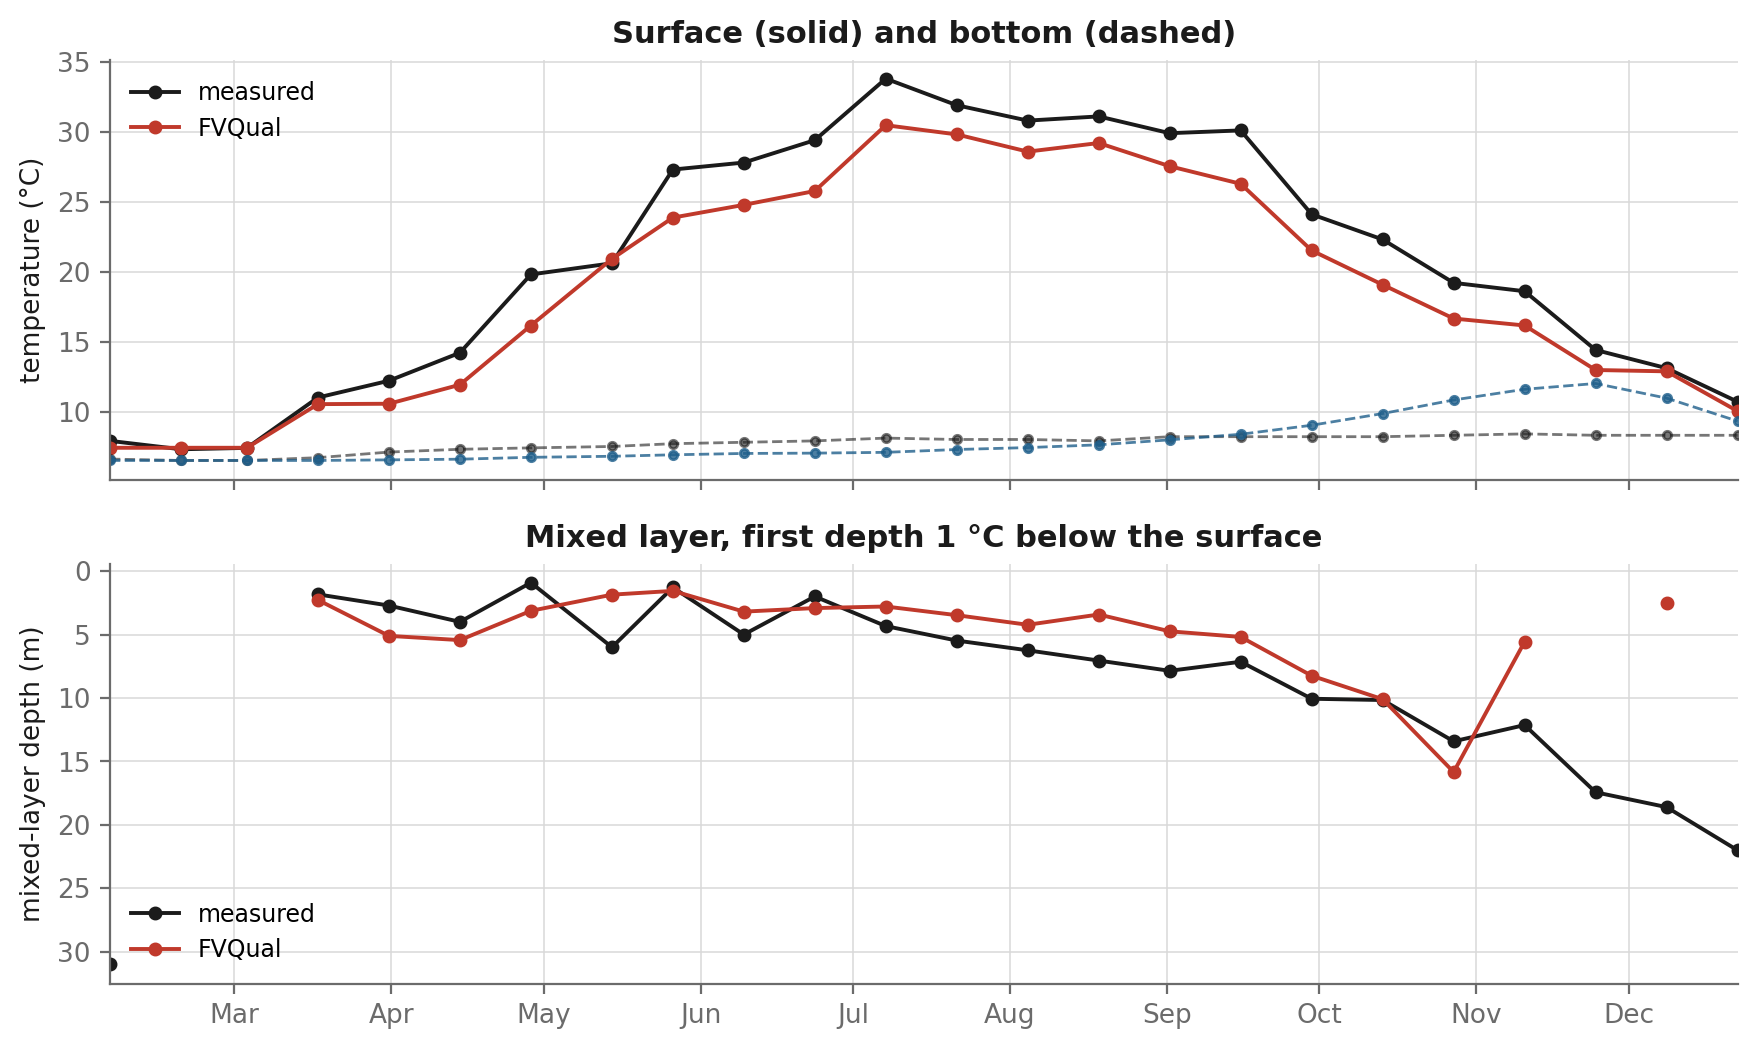 Surface (solid) and bottom (dashed)
35
30
25
20
15
10
temperature (°C)
measured
FVQual
Mixed layer, first depth 1 °C below the surface
0
5
10
15
20
25
30
mixed-layer depth (m)
measured
FVQual
Mar Apr May Jun Jul Aug Sep Oct Nov Dec